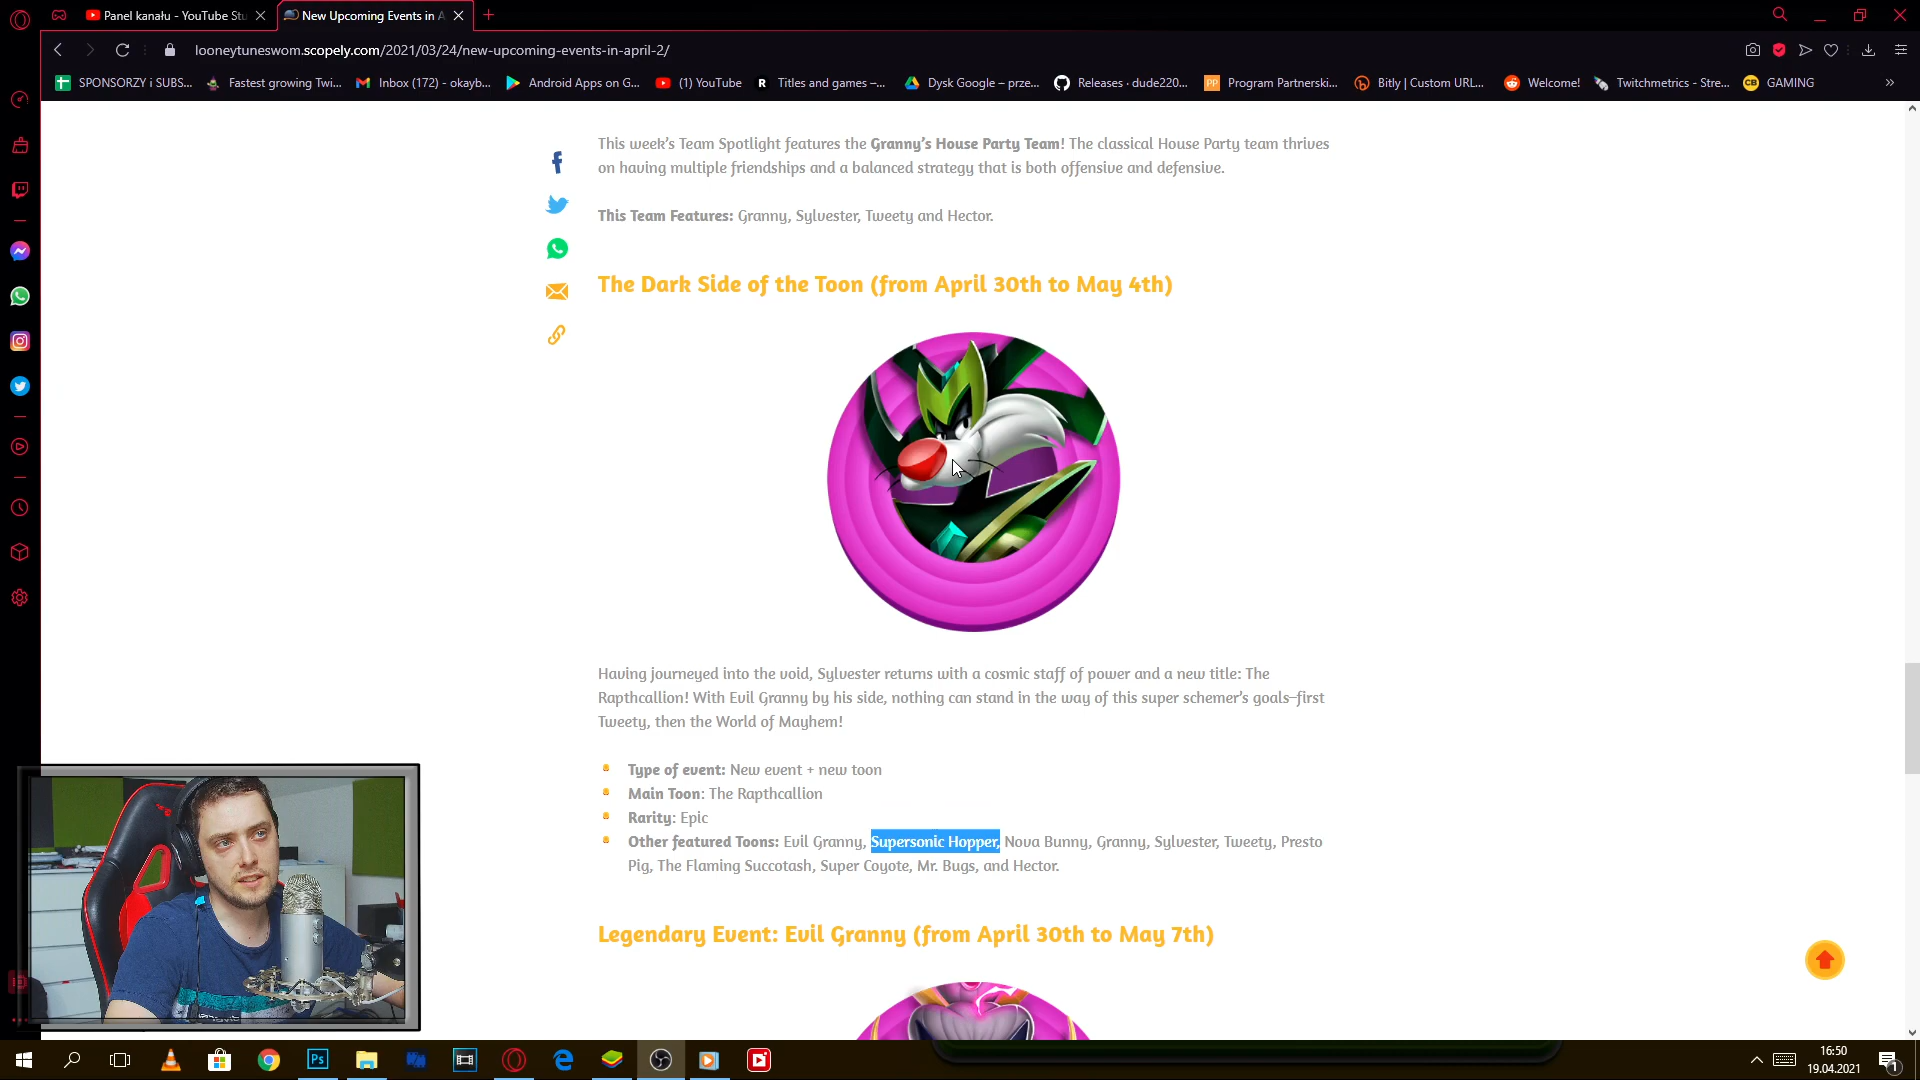 Panel kanału - YouTube Stu
New Upcoming Events in A
looneytuneswom.scopely.com/2021/03/24/new-upcoming-events-in-april-2/
SPONSORZY i SUBS...
Fastest growing Twi...
Inbox (172) - okayb...
Android Apps on G...
(1) YouTube
R
Titles and games –...
Dysk Google – prze...
Releases · dude220...
PP
Program Partnerski...
Bitly | Custom URL...
Welcome!
Twitchmetrics - Stre...
CB
GAMING
»
This week's Team Spotlight features the Granny's House Party Team! The classical House Party team thrives
on having multiple friendships and a balanced strategy that is both offensive and defensive.
This Team Features: Granny, Sylvester, Tweety and Hector.
The Dark Side of the Toon (from April 30th to May 4th)
Having journeyed into the void, Sylvester returns with a cosmic staff of power and a new title: The
Rapthcallion! With Evil Granny by his side, nothing can stand in the way of this super schemer's goals–first
Tweety, then the World of Mayhem!
Type of event: New event + new toon
Main Toon: The Rapthcallion
Rarity: Epic
Other featured Toons: Evil Granny, Supersonic Hopper, Nova Bunny, Granny, Sylvester, Tweety, Presto
Pig, The Flaming Succotash, Super Coyote, Mr. Bugs, and Hector.
Legendary Event: Evil Granny (from April 30th to May 7th)
Ps
16:50
19.04.2021
1